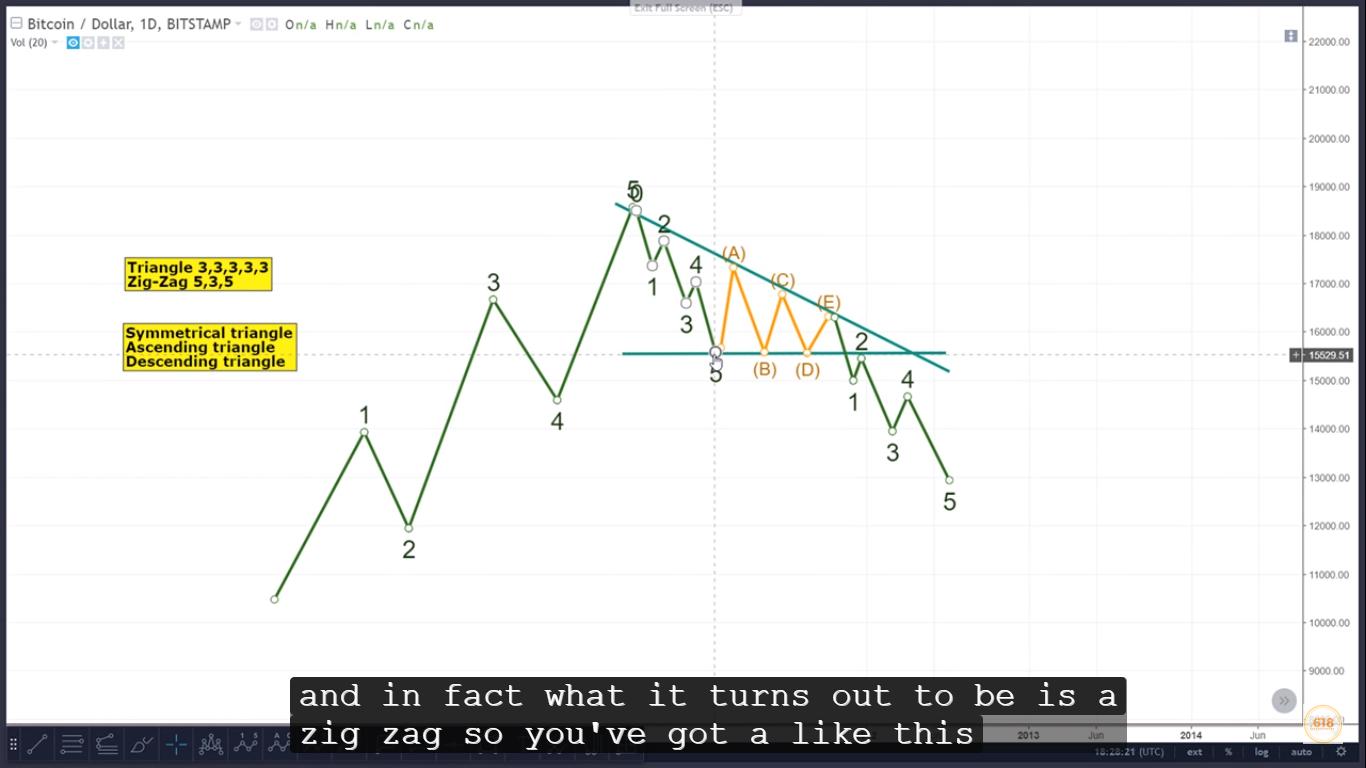 Exit Full Screen (ESC)
Bitcoin / Dollar, 1D, BITSTAMP On/a Hn/a Ln/a Cn/a
Vol (20)
22000.00
21000.00
20000.00
19000.00
18000.00
17000.00
16000.00
15529.51
15000.00
14000.00
13000.00
12000.00
11000.00
10000.00
9000.00
Triangle 3,3,3,3,3
Zig-Zag 5,3,5
Symmetrical triangle
Ascending triangle
Descending triangle
1
2
3
4
5
0
1
2
3
4
5
(A)
(B)
(C)
(D)
(E)
1
2
3
4
5
and in fact what it turns out to be is a
zig zag so you've got a like this
2013 Jun 2014 Jun
618
18:28:21 (UTC) ext % log auto